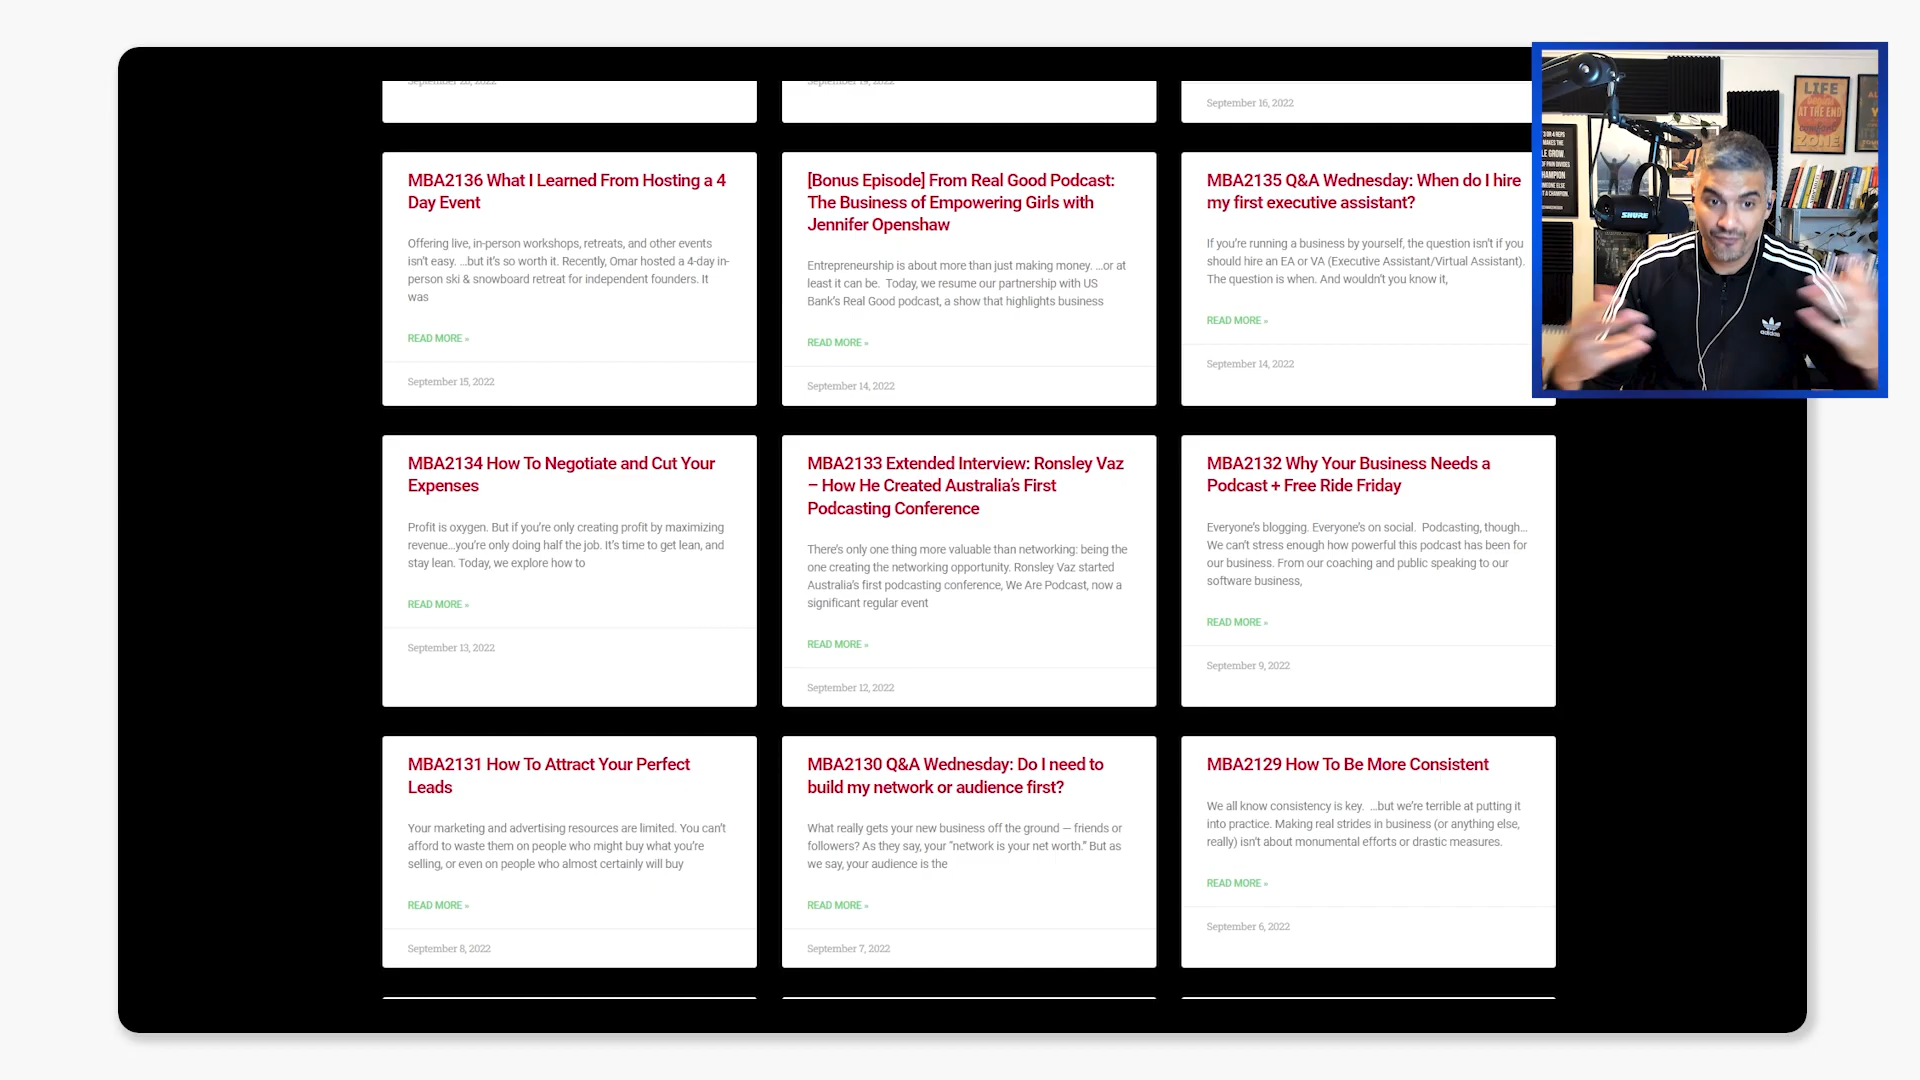 September 20, 2022
September 19, 2022
September 16, 2022
MBA2136 What I Learned From Hosting a 4
Day Event
Offering live, in-person workshops, retreats, and other events
isn't easy. ...but it's so worth it. Recently, Omar hosted a 4-day in-
person ski & snowboard retreat for independent founders. It
was
READ MORE »
September 15, 2022
[Bonus Episode] From Real Good Podcast:
The Business of Empowering Girls with
Jennifer Openshaw
Entrepreneurship is about more than just making money. ...or at
least it can be.  Today, we resume our partnership with US
Bank's Real Good podcast, a show that highlights business
READ MORE »
September 14, 2022
MBA2135 Q&A Wednesday: When do I hire
my first executive assistant?
If you're running a business by yourself, the question isn't if you
should hire an EA or VA (Executive Assistant/Virtual Assistant).
The question is when. And wouldn't you know it,
READ MORE »
September 14, 2022
MBA2134 How To Negotiate and Cut Your
Expenses
Profit is oxygen. But if you're only creating profit by maximizing
revenue...you're only doing half the job. It's time to get lean, and
stay lean. Today, we explore how to
READ MORE »
September 13, 2022
MBA2133 Extended Interview: Ronsley Vaz
– How He Created Australia's First
Podcasting Conference
There's only one thing more valuable than networking: being the
one creating the networking opportunity. Ronsley Vaz started
Australia's first podcasting conference, We Are Podcast, now a
significant regular event
READ MORE »
September 12, 2022
MBA2132 Why Your Business Needs a
Podcast + Free Ride Friday
Everyone's blogging. Everyone's on social.  Podcasting, though...
We can't stress enough how powerful this podcast has been for
our business. From our coaching and public speaking to our
software business,
READ MORE »
September 9, 2022
MBA2131 How To Attract Your Perfect
Leads
Your marketing and advertising resources are limited. You can't
afford to waste them on people who might buy what you're
selling, or even on people who almost certainly will buy
READ MORE »
September 8, 2022
MBA2130 Q&A Wednesday: Do I need to
build my network or audience first?
What really gets your new business off the ground — friends or
followers? As they say, your "network is your net worth." But as
we say, your audience is the
READ MORE »
September 7, 2022
MBA2129 How To Be More Consistent
We all know consistency is key.  ...but we're terrible at putting it
into practice. Making real strides in business (or anything else,
really) isn't about monumental efforts or drastic measures.
READ MORE »
September 6, 2022
LIFE
AT THE END
ZONE
SHURE
adidas